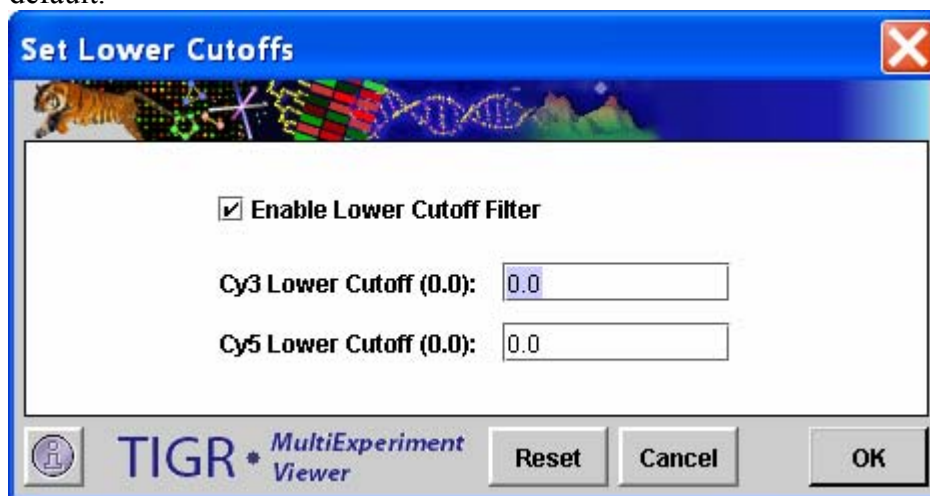 default.
Set Lower Cutoffs
Enable Lower Cutoff Filter
Cy3 Lower Cutoff (0.0): 0.0
Cy5 Lower Cutoff (0.0): 0.0
TIGR • MultiExperiment
Viewer
Reset Cancel OK